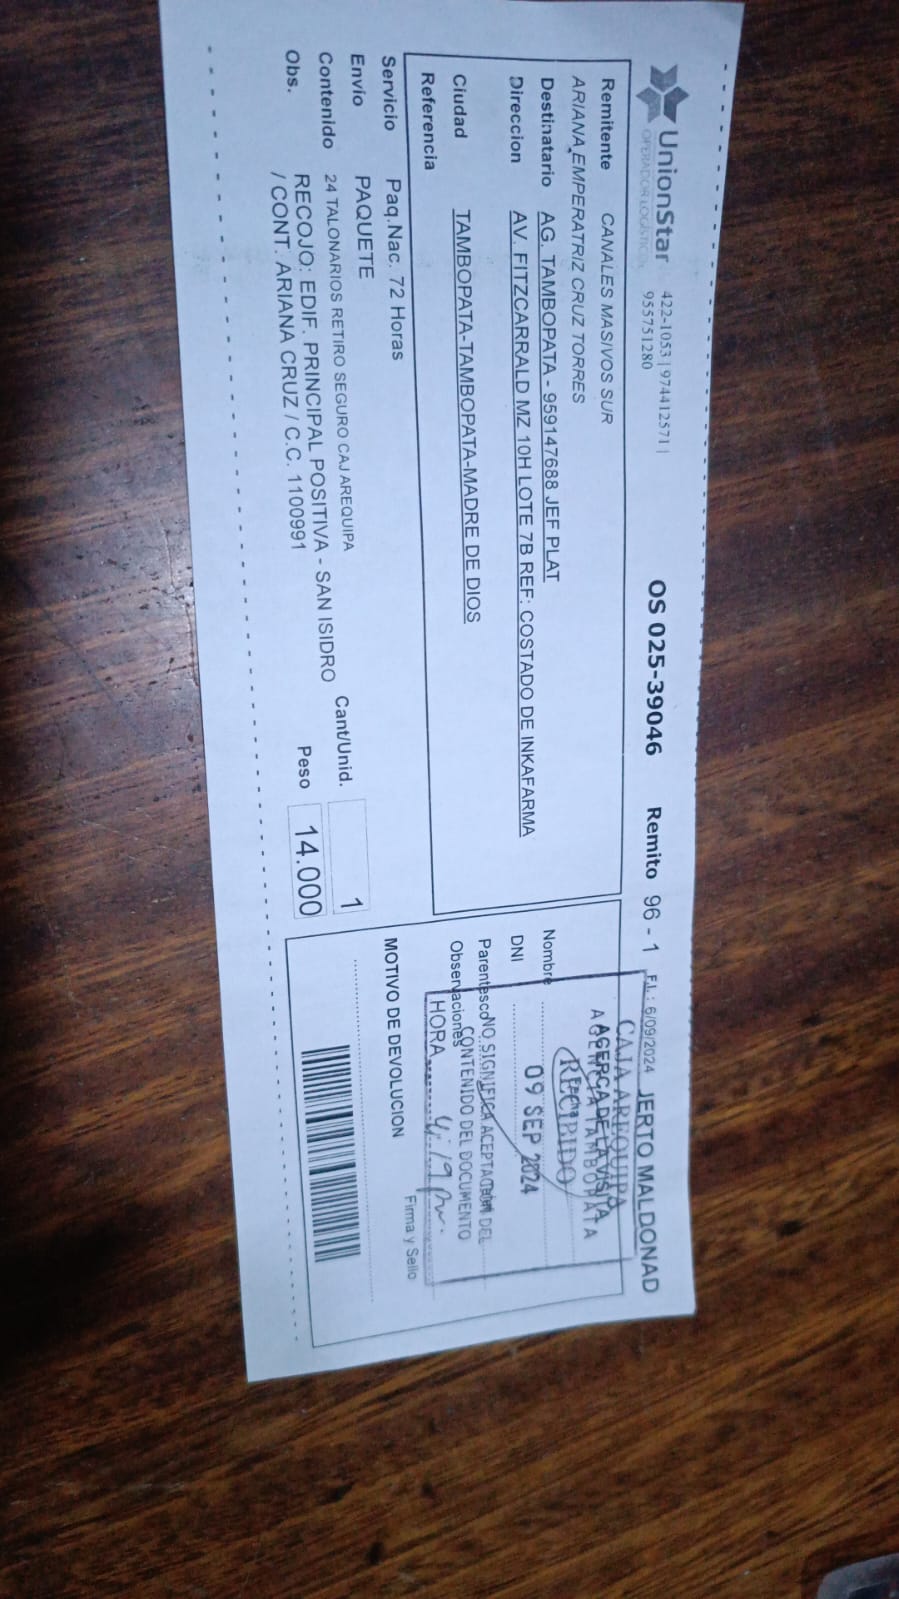 UnionStar
OPERADOR LOGÍSTICO
422-1053 | 974412571 |
955751280
OS 025-39046
Remito 96 - 1
F.I. : 6/09/2024
JERTO MALDONAD
Remitente CANALES MASIVOS SUR
ARIANA EMPERATRIZ CRUZ TORRES
Destinatario AG. TAMBOPATA - 959147688 JEF PLAT
Direccion AV. FITZCARRALD MZ 10H LOTE 7B REF: COSTADO DE INKAFARMA
Ciudad TAMBOPATA-TAMBOPATA-MADRE DE DIOS
Referencia
Servicio Paq.Nac. 72 Horas
Envio PAQUETE
Contenido 24 TALONARIOS RETIRO SEGURO CAJ AREQUIPA
Obs. RECOJO: EDIF. PRINCIPAL POSITIVA - SAN ISIDRO
/ CONT. ARIANA CRUZ / C.C. 1100991
Cant/Unid. 1
Peso 14.000
ACERCA DE LA VISITA
CAJA AREQUIPA
AGENCIA TAMBOPATA
RECIBIDO
Nombre
DNI
09 SEP 2024
Parentesco
NO SIGNIFICA ACEPTACION DEL
CONTENIDO DEL DOCUMENTO
Observaciones
HORA
Firma y Sello
MOTIVO DE DEVOLUCION